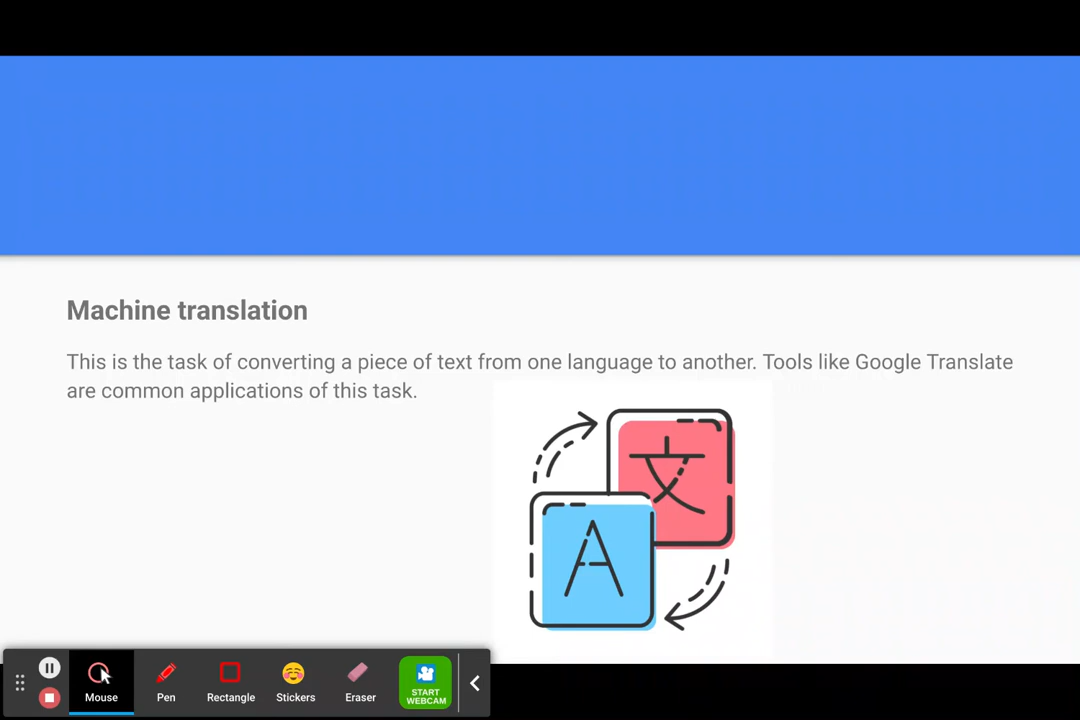 Machine translation
This is the task of converting a piece of text from one language to another. Tools like Google Translate
are common applications of this task.
文
A
Mouse
Pen
Rectangle
Stickers
Eraser
START
WEBCAM